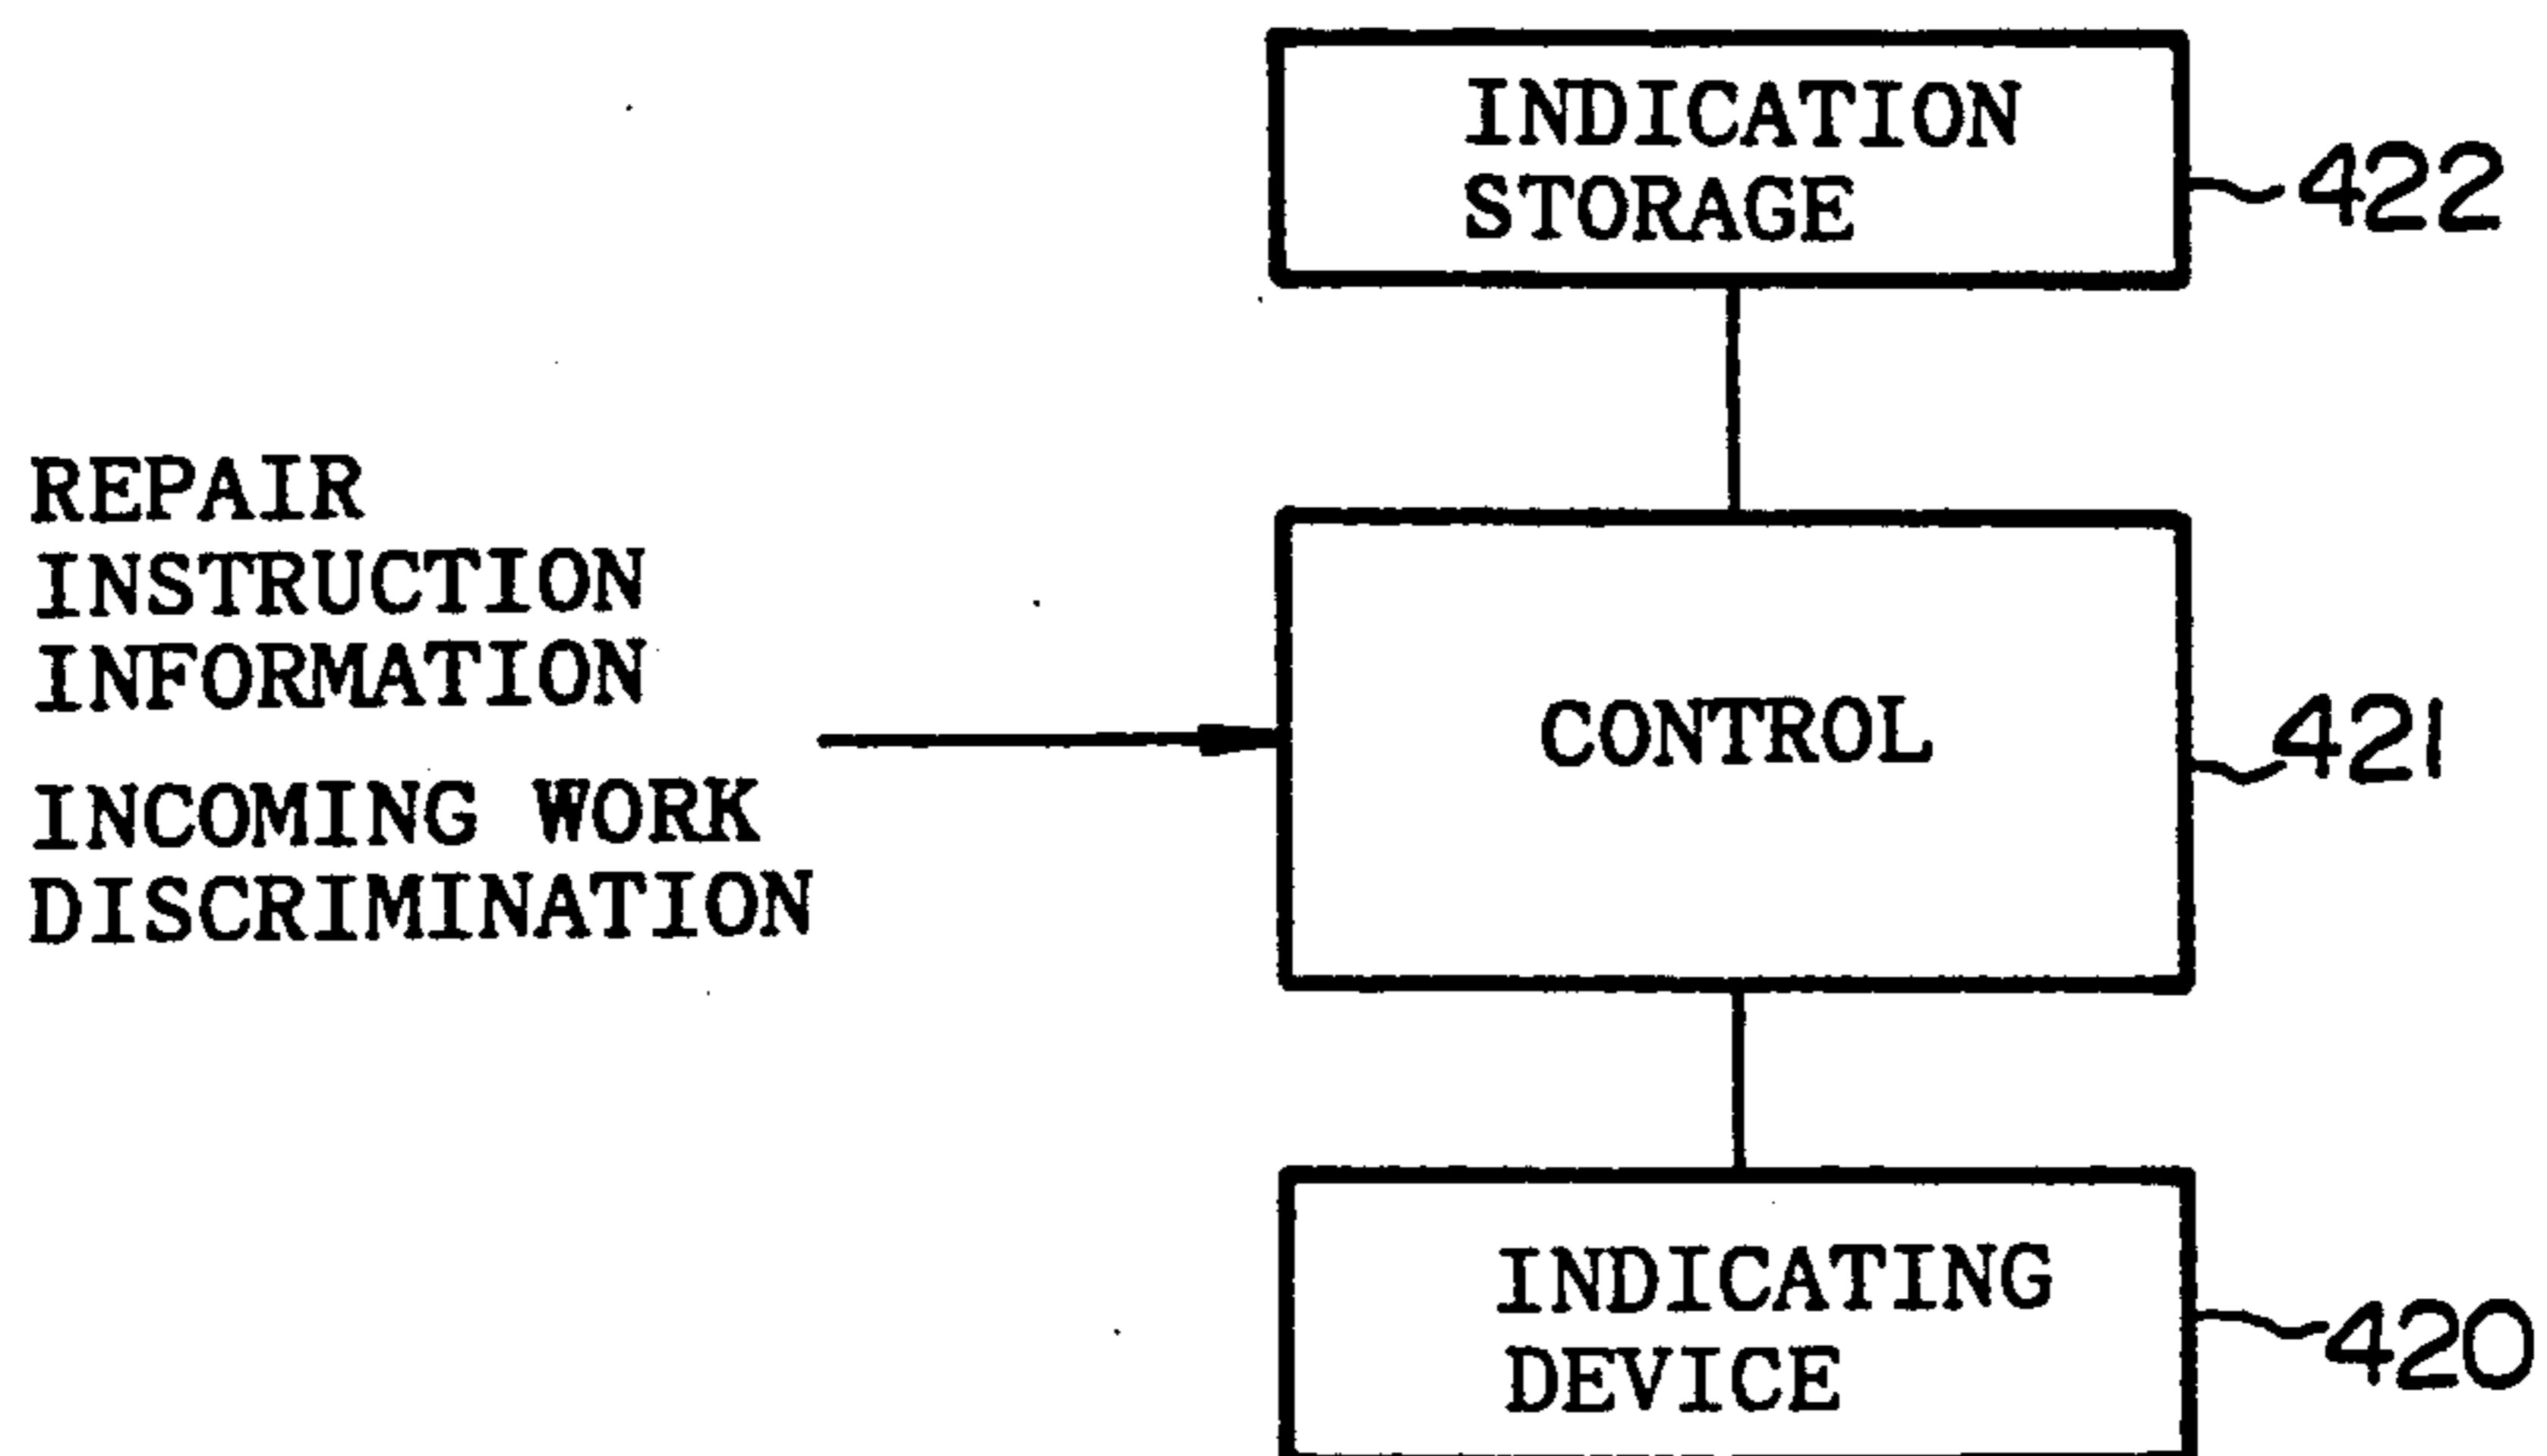 INDICATION
STORAGE
422
REPAIR
INSTRUCTION
INFORMATION
INCOMING WORK
DISCRIMINATION
CONTROL
421
INDICATING
DEVICE
420